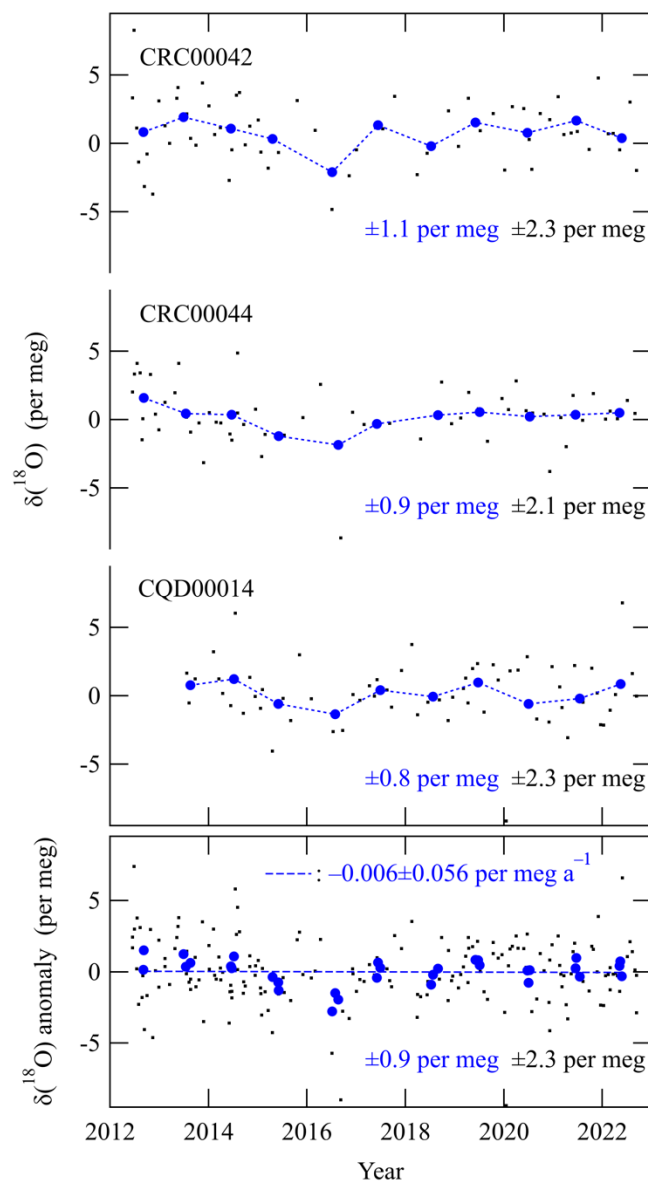 CRC00042
5
0
-5
±1.1 per meg ±2.3 per meg
CRC00044
5
0
-5
±0.9 per meg ±2.1 per meg
δ(¹⁸O) (per meg)
CQD00014
5
0
-5
±0.8 per meg ±2.3 per meg
: –0.006±0.056 per meg a⁻¹
5
0
-5
±0.9 per meg ±2.3 per meg
δ(¹⁸O) anomaly (per meg)
2012 2014 2016 2018 2020 2022
Year